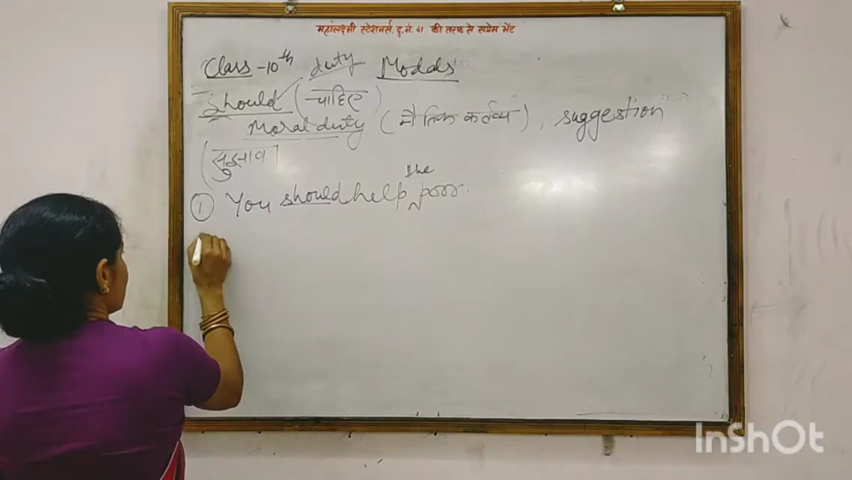 महालक्ष्मी स्टेशनर्स, दु.नं. 61 की तरफ से सप्रेम भेंट
Class-10th duty Modals
should (चाहिए)
Moral duty (नैतिक कर्तव्य), suggestion
(सुझाव)
① You should help the poor.
InShOt